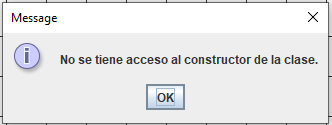 Message
No se tiene acceso al constructor de la clase.
OK